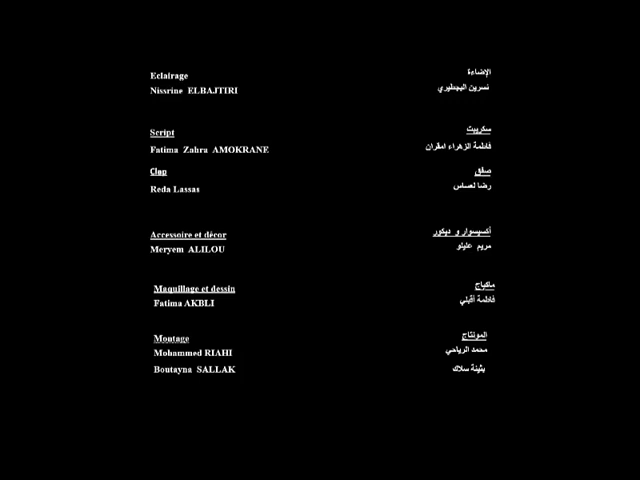 Eclairage
الإضاءة
Nissrine ELBAJTIRI
نسرين البجطيري
Script
سكريبت
Fatima Zahra AMOKRANE
فاطمة الزهراء امقران
Clap
صفق
Reda Lassas
رضا لعساس
Accessoire et décor
أكسيسوار و ديكور
Meryem ALILOU
مريم عليلو
Maquillage et dessin
ماكياج
Fatima AKBLI
فاطمة أقبلي
Montage
المونتاج
Mohammed RIAHI
محمد الرياحي
Boutayna SALLAK
بثينة سلاك